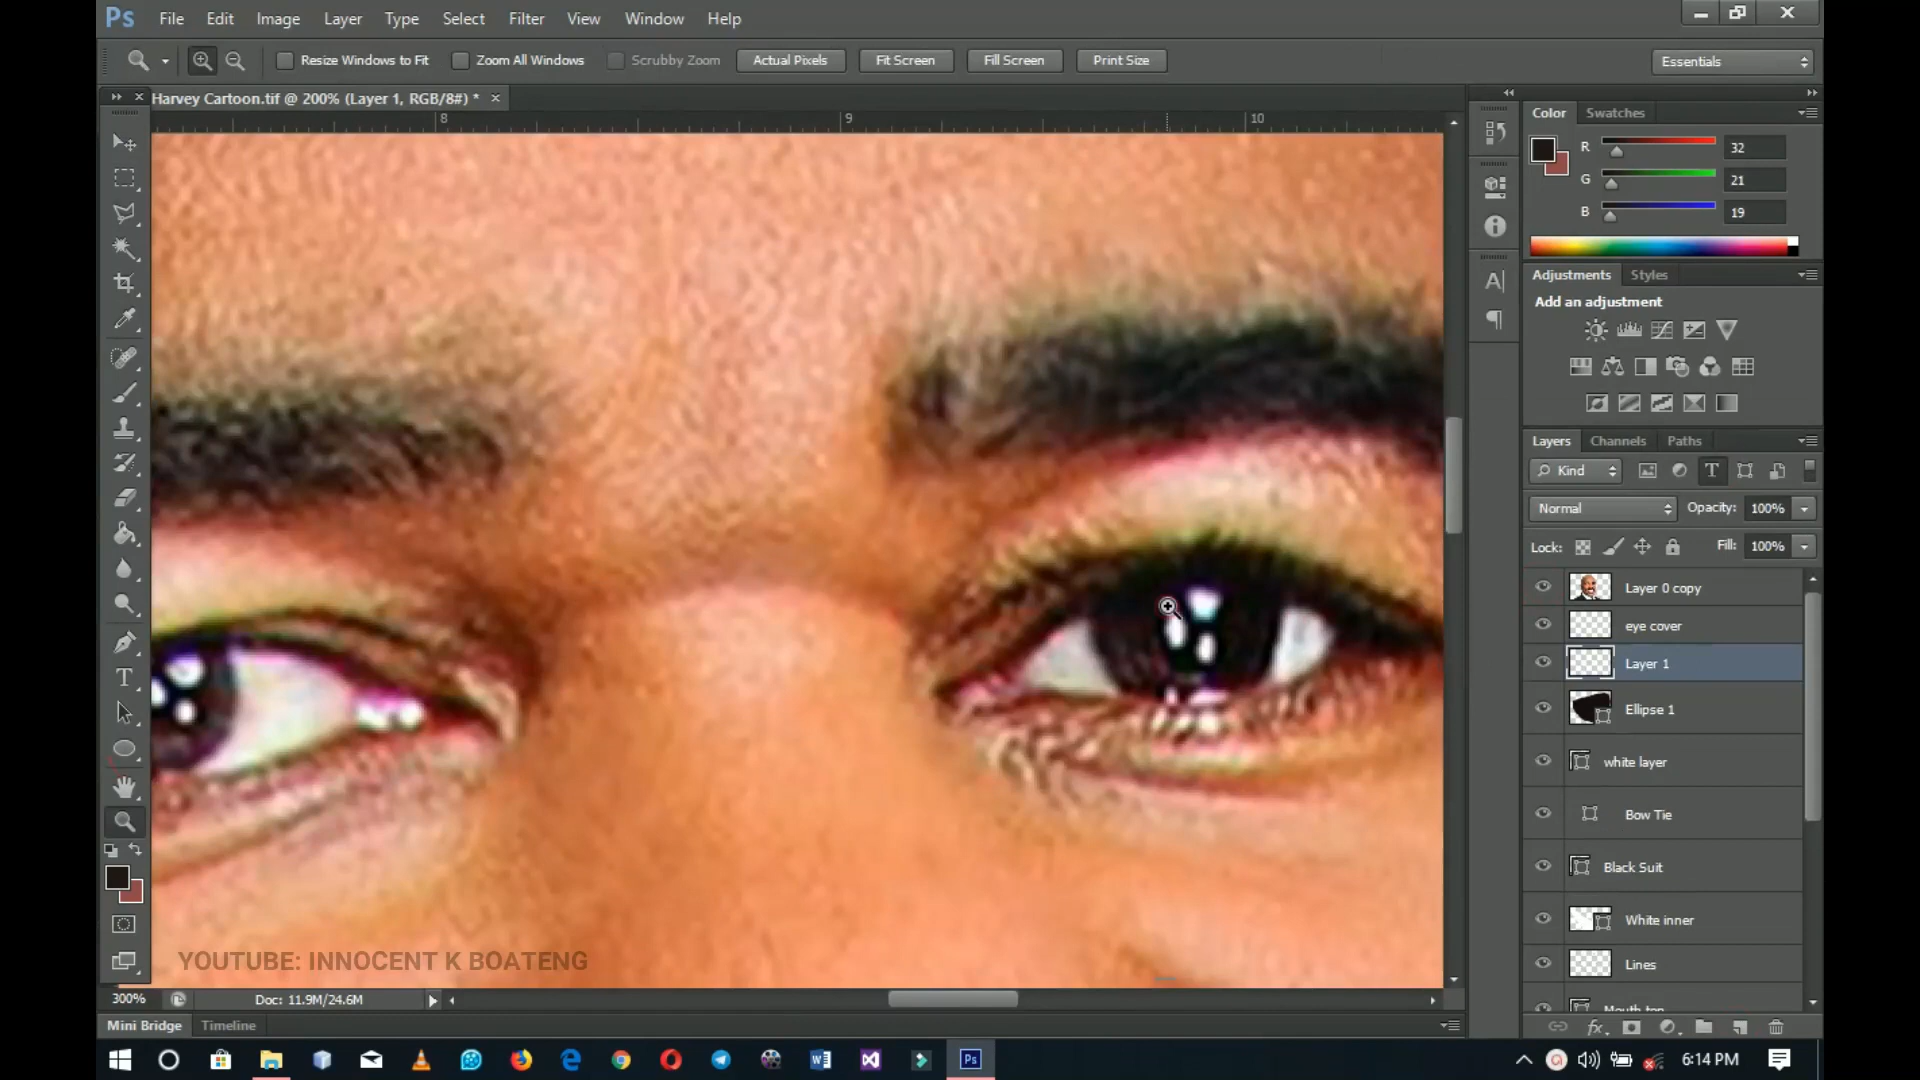 Ps File Edit Image Layer Type Select Filter View Window Help
Resize Windows to Fit Zoom All Windows Scrubby Zoom Actual Pixels Fit Screen Fill Screen Print Size Essentials
Harvey Cartoon.tif @ 200% (Layer 1, RGB/8#) * ×
8 9 10
Color Swatches
R 32
G 21
B 19
Adjustments Styles
Add an adjustment
Layers Channels Paths
Kind
Normal Opacity: 100%
Lock: Fill: 100%
Layer 0 copy
eye cover
Layer 1
Ellipse 1
white layer
Bow Tie
Black Suit
White inner
Lines
Mouth top
YOUTUBE: INNOCENT K BOATENG
300% Doc: 11.9M/24.6M
Mini Bridge Timeline
6:14 PM